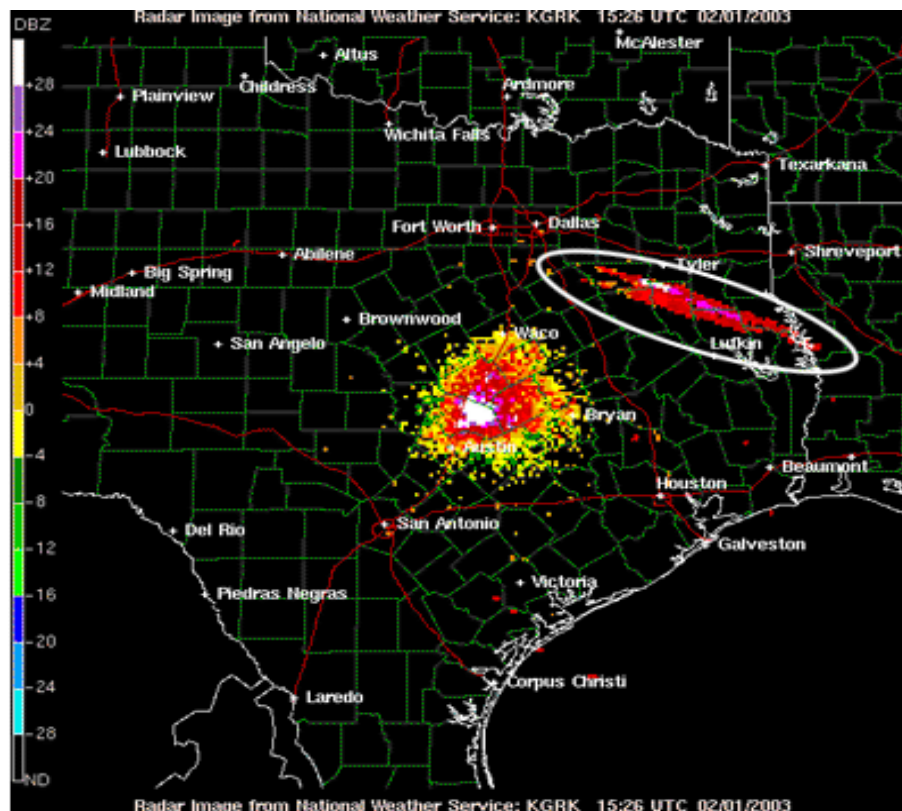 Radar Image from National Weather Service: KGRK 15:26 UTC 02/01/2003
DBZ
McAlester
Altus
Childress
Ardmore
+28
Plainview
+24
Wichita Falls
Lubbock
+20
Texarkana
+16
Fort Worth
Dallas
Abilene
Shreveport
+12
Big Spring
Tyler
Midland
+8
Brownwood
Waco
San Angelo
Lufkin
+4
0
Bryan
-4
Austin
Beaumont
-8
Houston
San Antonio
Del Rio
-12
Galveston
-16
Piedras Negras
Victoria
-20
-24
Corpus Christi
Laredo
-28
ND
Radar Image from National Weather Service: KGRK 15:26 UTC 02/01/2003